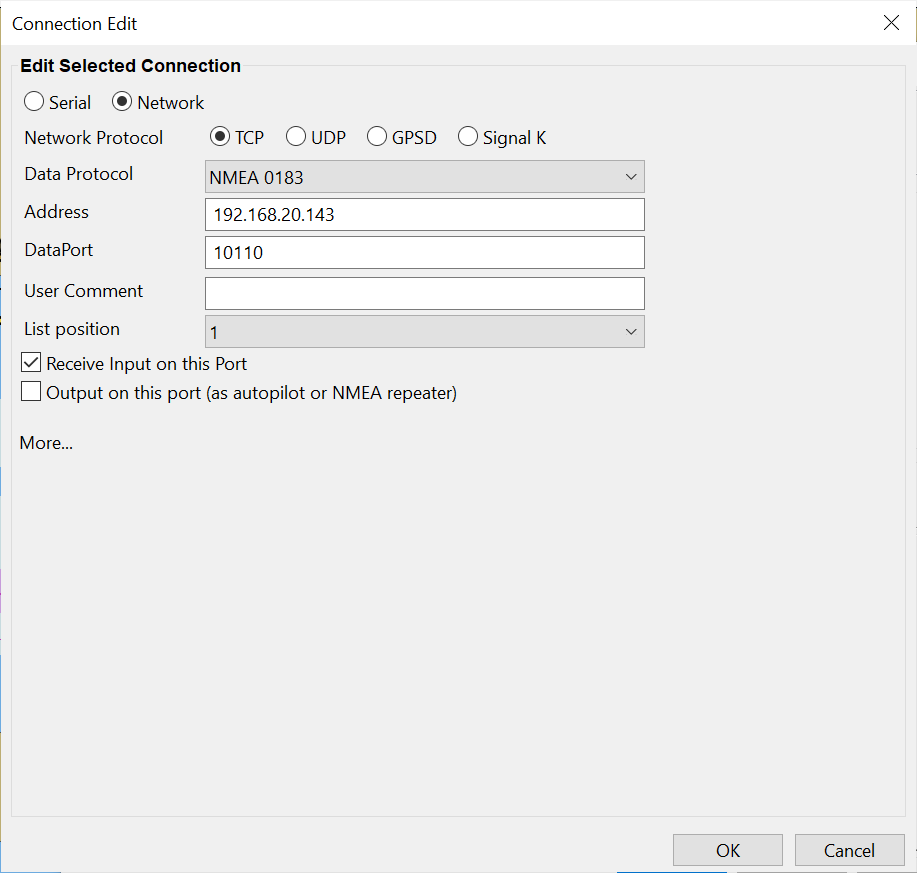 Connection Edit
Edit Selected Connection
Serial Network
Network Protocol TCP UDP GPSD Signal K
Data Protocol NMEA 0183
Address 192.168.20.143
DataPort 10110
User Comment
List position 1
Receive Input on this Port
Output on this port (as autopilot or NMEA repeater)
More...
OK Cancel